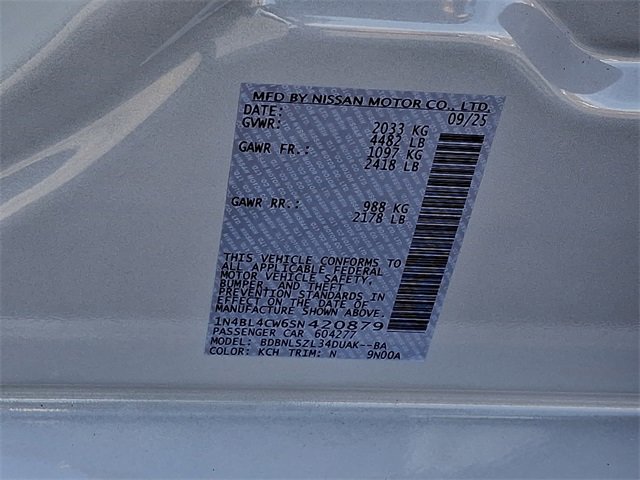 MFD BY NISSAN MOTOR CO., LTD.
DATE: 09/25
GVWR: 2033 KG
4482 LB
GAWR FR.: 1097 KG
2418 LB
GAWR RR.: 988 KG
2178 LB
THIS VEHICLE CONFORMS TO
ALL APPLICABLE FEDERAL
MOTOR VEHICLE SAFETY,
BUMPER, AND THEFT
PREVENTION STANDARDS IN
EFFECT ON THE DATE OF
MANUFACTURE SHOWN ABOVE.
1N4BL4CW6SN420879
PASSENGER CAR 604277
MODEL: BDBNLSZL34DUAK--BA
COLOR: KCH TRIM: N 9N00A